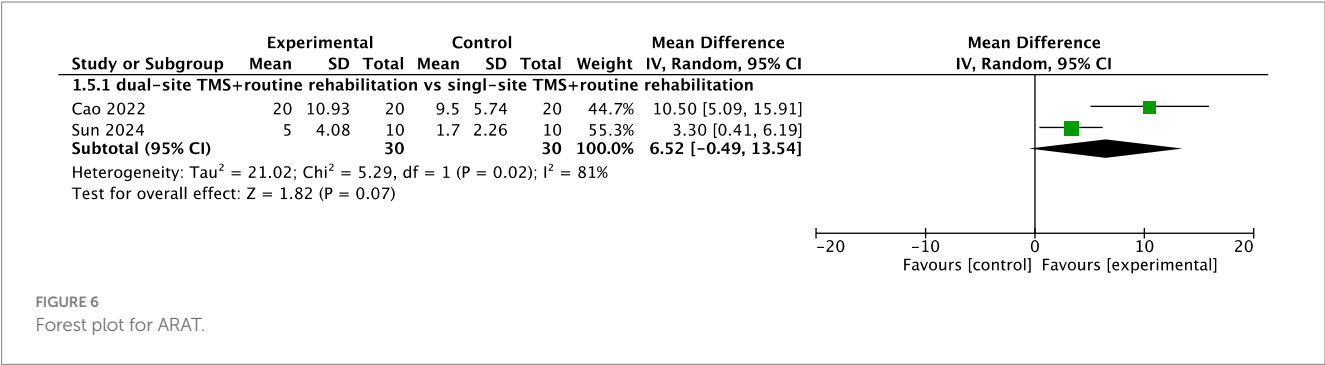 Experimental Control Mean Difference Mean Difference
Study or Subgroup Mean SD Total Mean SD Total Weight IV, Random, 95% CI IV, Random, 95% CI
1.5.1 dual-site TMS+routine rehabilitation vs singl-site TMS+routine rehabilitation
Cao 2022 20 10.93 20 9.5 5.74 20 44.7% 10.50 [5.09, 15.91]
Sun 2024 5 4.08 10 1.7 2.26 10 55.3% 3.30 [0.41, 6.19]
Subtotal (95% CI) 30 30 100.0% 6.52 [-0.49, 13.54]
Heterogeneity: Tau² = 21.02; Chi² = 5.29, df = 1 (P = 0.02); I² = 81%
Test for overall effect: Z = 1.82 (P = 0.07)
-20 -10 0 10 20
Favours [control] Favours [experimental]
FIGURE 6
Forest plot for ARAT.